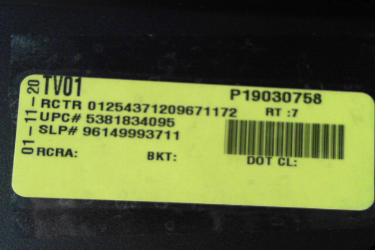 01-11-20
TV01 P19030758
RCTR 01254371209671172 RT :7
UPC# 5381834095
SLP# 96149993711
RCRA: BKT: DOT CL: